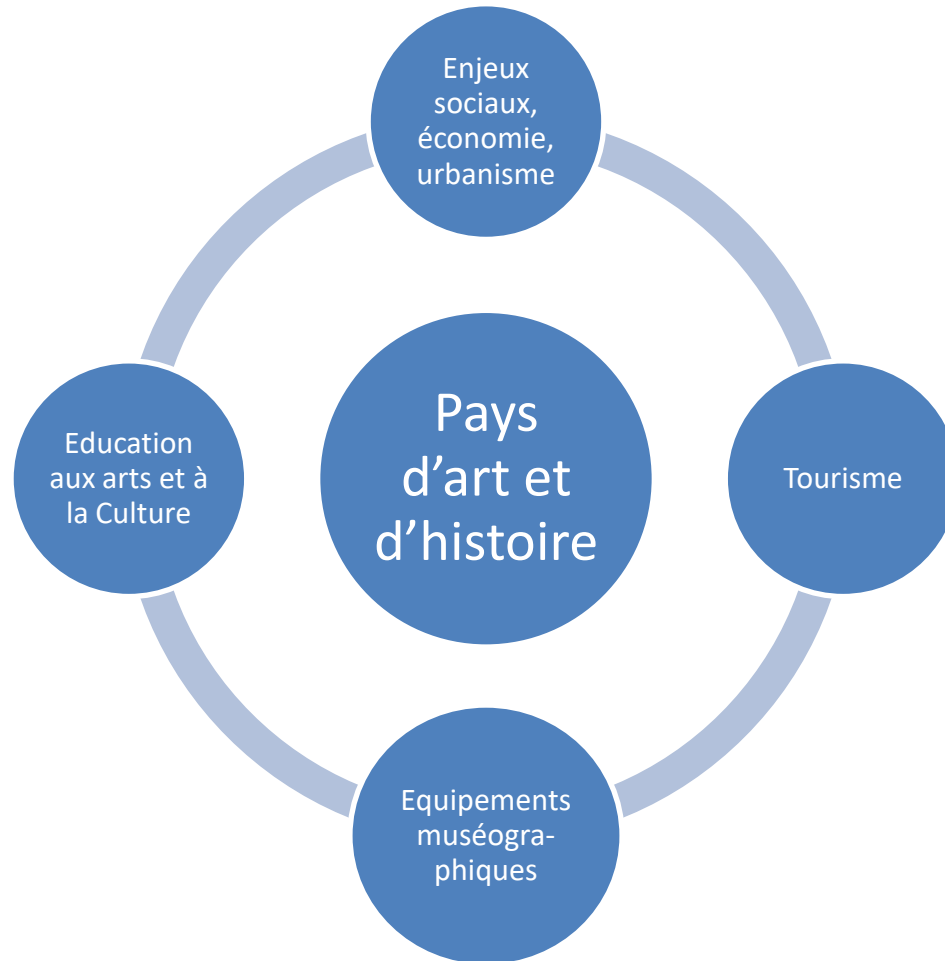 Enjeux
sociaux,
économie,
urbanisme
Education
aux arts et à
la Culture
Pays
d’art et
d’histoire
Tourisme
Equipements
muséogra-
phiques